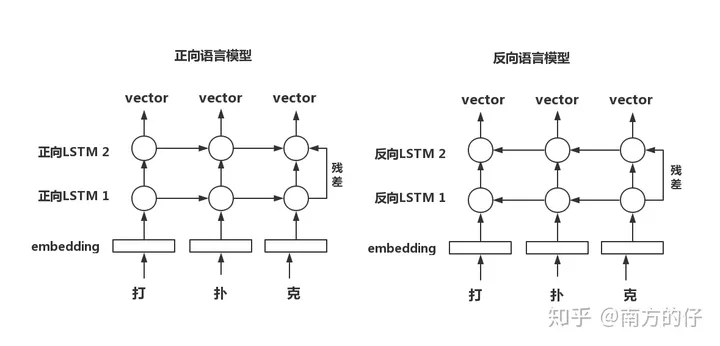 正向语言模型
反向语言模型
vector vector vector
vector vector vector
正向LSTM 2
反向LSTM 2
残差
残差
正向LSTM 1
反向LSTM 1
embedding
embedding
打 扑 克
打 扑 克
知乎 @南方的仔